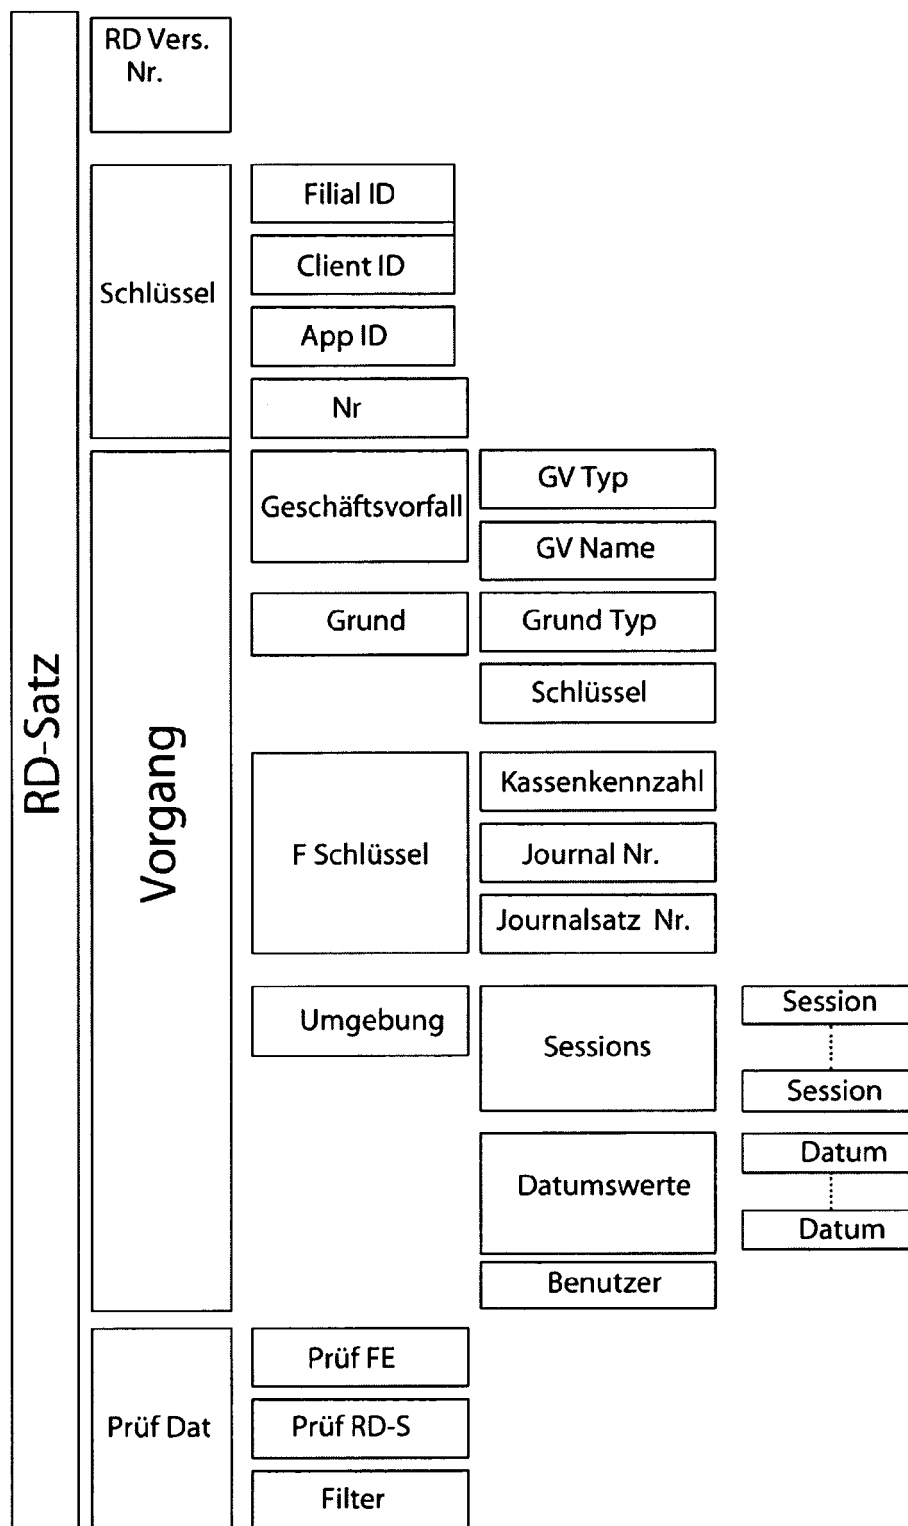 RD-Satz
RD Vers.
Nr.
Schlüssel
Filial ID
Client ID
App ID
Nr
Vorgang
Geschäftsvorfall
GV Typ
GV Name
Grund
Grund Typ
Schlüssel
F Schlüssel
Kassenkennzahl
Journal Nr.
Journalsatz Nr.
Umgebung
Sessions
Session
Session
Datumswerte
Datum
Datum
Benutzer
Prüf Dat
Prüf FE
Prüf RD-S
Filter